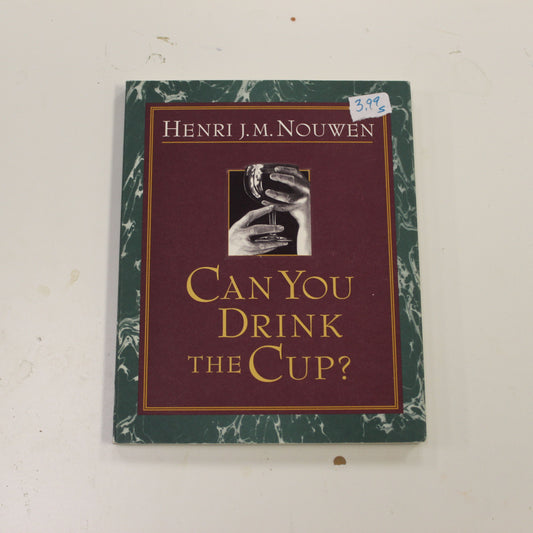 3.99
S
HENRI J.M. NOUWEN
CAN YOU
DRINK
THE CUP?